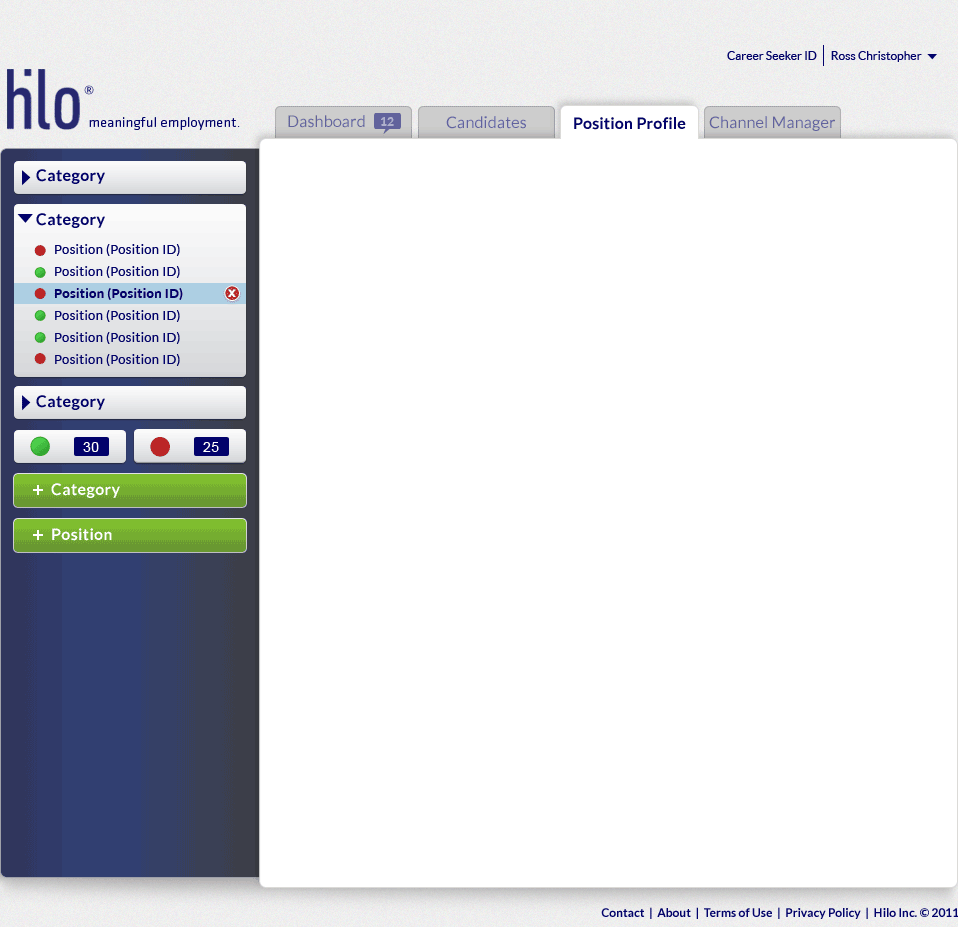 Career Seeker ID | Ross Christopher
hilo®
meaningful employment.
Dashboard 12
Candidates
Position Profile
Channel Manager
Category
Category
Position (Position ID)
Position (Position ID)
Position (Position ID)
Position (Position ID)
Position (Position ID)
Position (Position ID)
Category
30
25
+ Category
+ Position
Contact | About | Terms of Use | Privacy Policy | Hilo Inc. © 2011